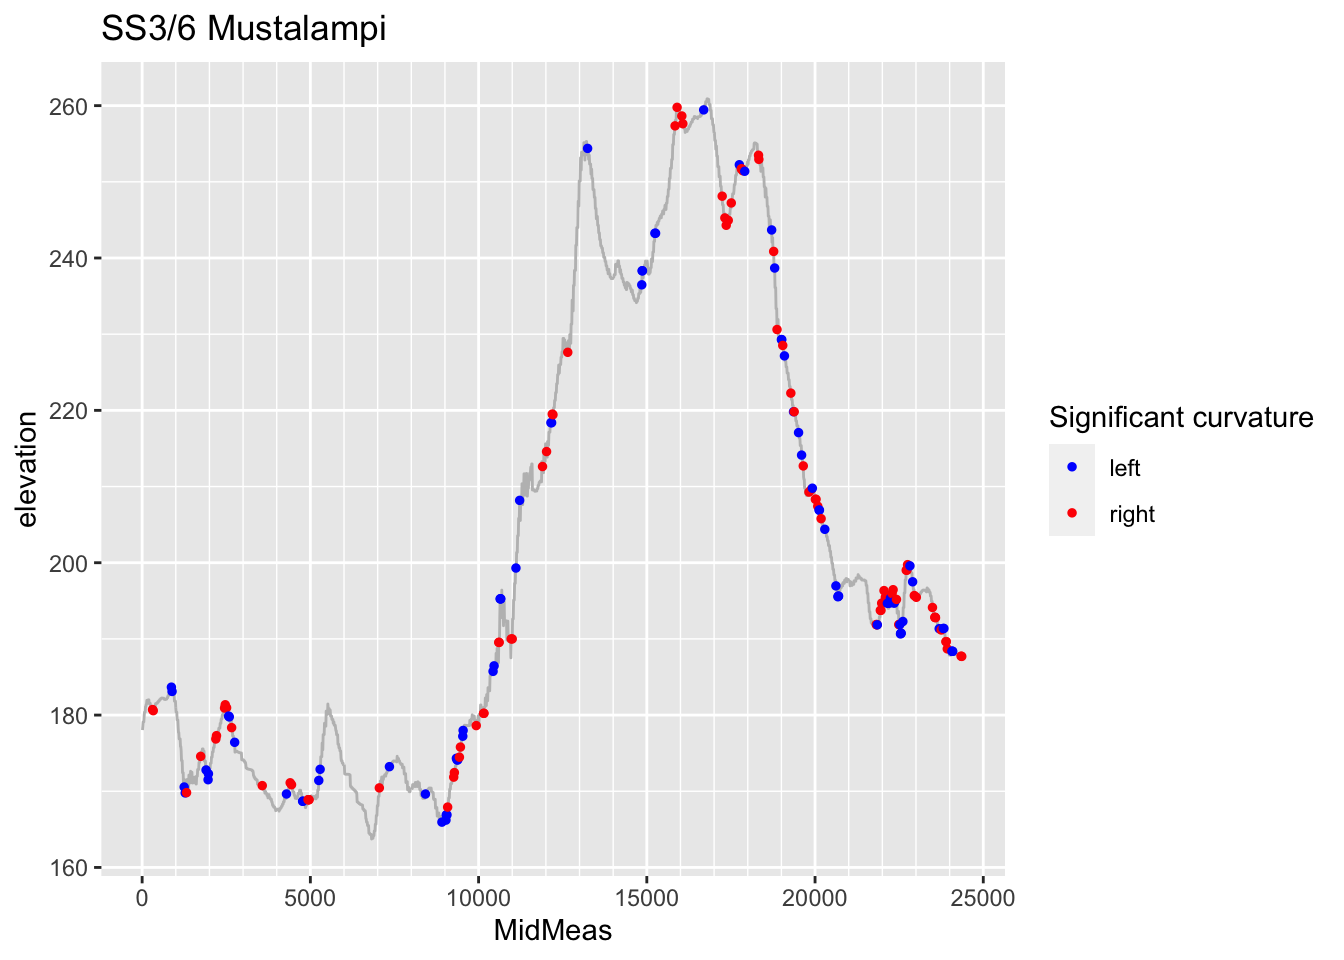 SS3/6 Mustalampi
260
240
220
200
180
160
elevation
0 5000 10000 15000 20000 25000
MidMeas
Significant curvature
left
right